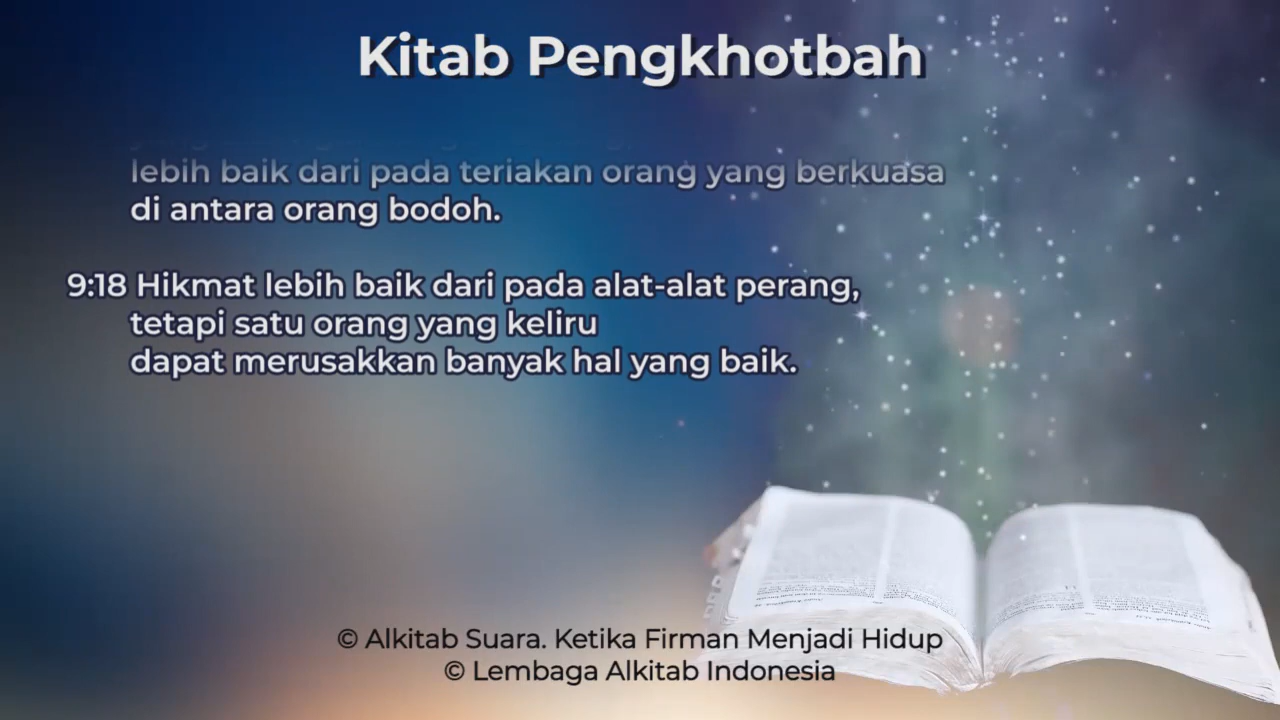 Kitab Pengkhotbah
lebih baik dari pada teriakan orang yang berkuasa
di antara orang bodoh.
9:18 Hikmat lebih baik dari pada alat-alat perang,
tetapi satu orang yang keliru
dapat merusakkan banyak hal yang baik.
© Alkitab Suara. Ketika Firman Menjadi Hidup
© Lembaga Alkitab Indonesia